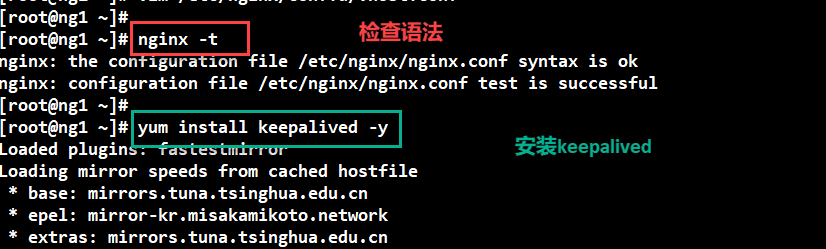 [root@ng1 ~]#
[root@ng1 ~]# nginx -t 检查语法
nginx: the configuration file /etc/nginx/nginx.conf syntax is ok
nginx: configuration file /etc/nginx/nginx.conf test is successful
[root@ng1 ~]#
[root@ng1 ~]# yum install keepalived -y
安装keepalived
Loaded plugins: fastestmirror
Loading mirror speeds from cached hostfile
* base: mirrors.tuna.tsinghua.edu.cn
* epel: mirror-kr.misakamikoto.network
* extras: mirrors.tuna.tsinghua.edu.cn